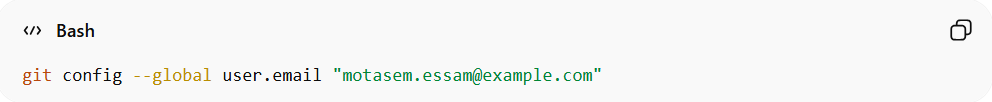 Bash
git config --global user.email "motasem.essam@example.com"